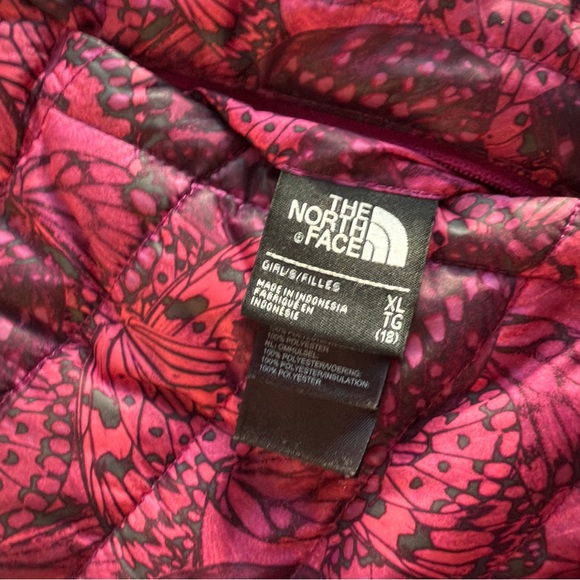 THE
NORTH
FACE
GIRLS/FILLES
MADE IN INDONESIA
FABRIQUÉ EN
INDONÉSIE
XL
TG
(18)
100% POLYESTER
100% POLYESTER/VOERING:
100% POLYESTER/INSULATION:
100% POLYESTER